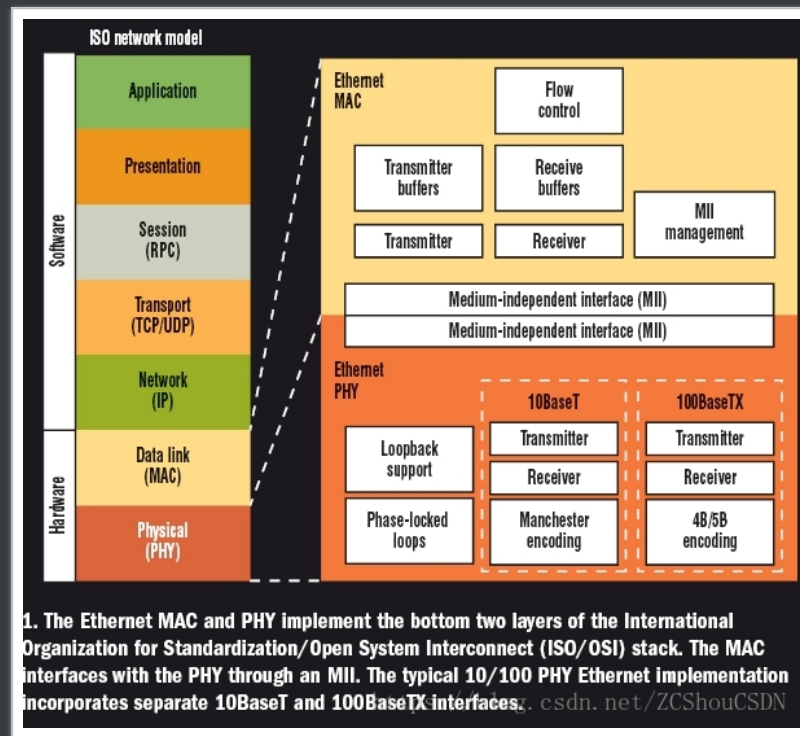 ISO network model
Software
Application
Presentation
Session
(RPC)
Transport
(TCP/UDP)
Network
(IP)
Hardware
Data link
(MAC)
Physical
(PHY)
Ethernet
MAC
Flow
control
Transmitter
buffers
Receive
buffers
MII
management
Transmitter
Receiver
Medium-independent interface (MII)
Medium-independent interface (MII)
Ethernet
PHY
Loopback
support
Phase-locked
loops
10BaseT
Transmitter
Receiver
Manchester
encoding
100BaseTX
Transmitter
Receiver
4B/5B
encoding
1. The Ethernet MAC and PHY implement the bottom two layers of the International
Organization for Standardization/Open System Interconnect (ISO/OSI) stack. The MAC
interfaces with the PHY through an MII. The typical 10/100 PHY Ethernet implementation
incorporates separate 10BaseT and 100BaseTX interfaces.
https://blog.csdn.net/ZCShouCSDN